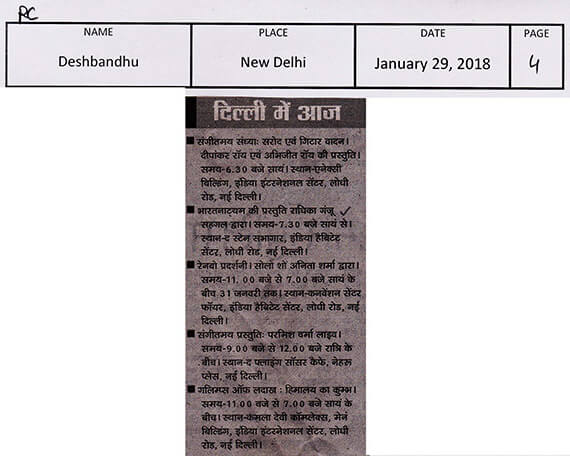 RC
NAME PLACE DATE PAGE
Deshbandhu New Delhi January 29, 2018 4
दिल्ली में आज
■ संगीतमय संध्याः सरोद एवं गिटार वादन।
दीपांकर रॉय एवं अभिजीत रॉय की प्रस्तुति।
समय-6.30 बजे सायं। स्थान-एनेक्सी
बिल्डिंग, इंडिया इंटरनेशनल सेंटर, लोधी
रोड, नई दिल्ली।
■ भारतनाट्यम की प्रस्तुति राधिका गंजू ✓
सहगल द्वारा। समय-7.30 बजे सायं से।
स्थान-द स्टेन सभागार, इंडिया हैबिटेट
सेंटर, लोधी रोड, नई दिल्ली।
■ रेनबो प्रदर्शनी। सोलो शो अनिता शर्मा द्वारा।
समय-11. 00 बजे से 7.00 बजे सायं के
बीच 31 जनवरी तक। स्थान-कनवेंशन सेंटर
फॉयर, इंडिया हैबिटेट सेंटर, लोधी रोड, नई
दिल्ली।
■ संगीतमय प्रस्तुतिः परमिश वर्मा लाइव।
समय-9.00 बजे से 12.00 बजे रात्रि के
बीच। स्थान-द फ्लाइंग सॉसर कैफे, नेहरू
प्लेस, नई दिल्ली।
■ गलिम्प्स ऑफ लदाख : हिमालय का कुम्भ।
समय-11.00 बजे से 7.00 बजे सायं के
बीच। स्थान-कमला देवी कॉम्प्लेक्स, मेन
बिल्डिंग, इंडिया इंटरनेशनल सेंटर, लोधी
रोड, नई दिल्ली।